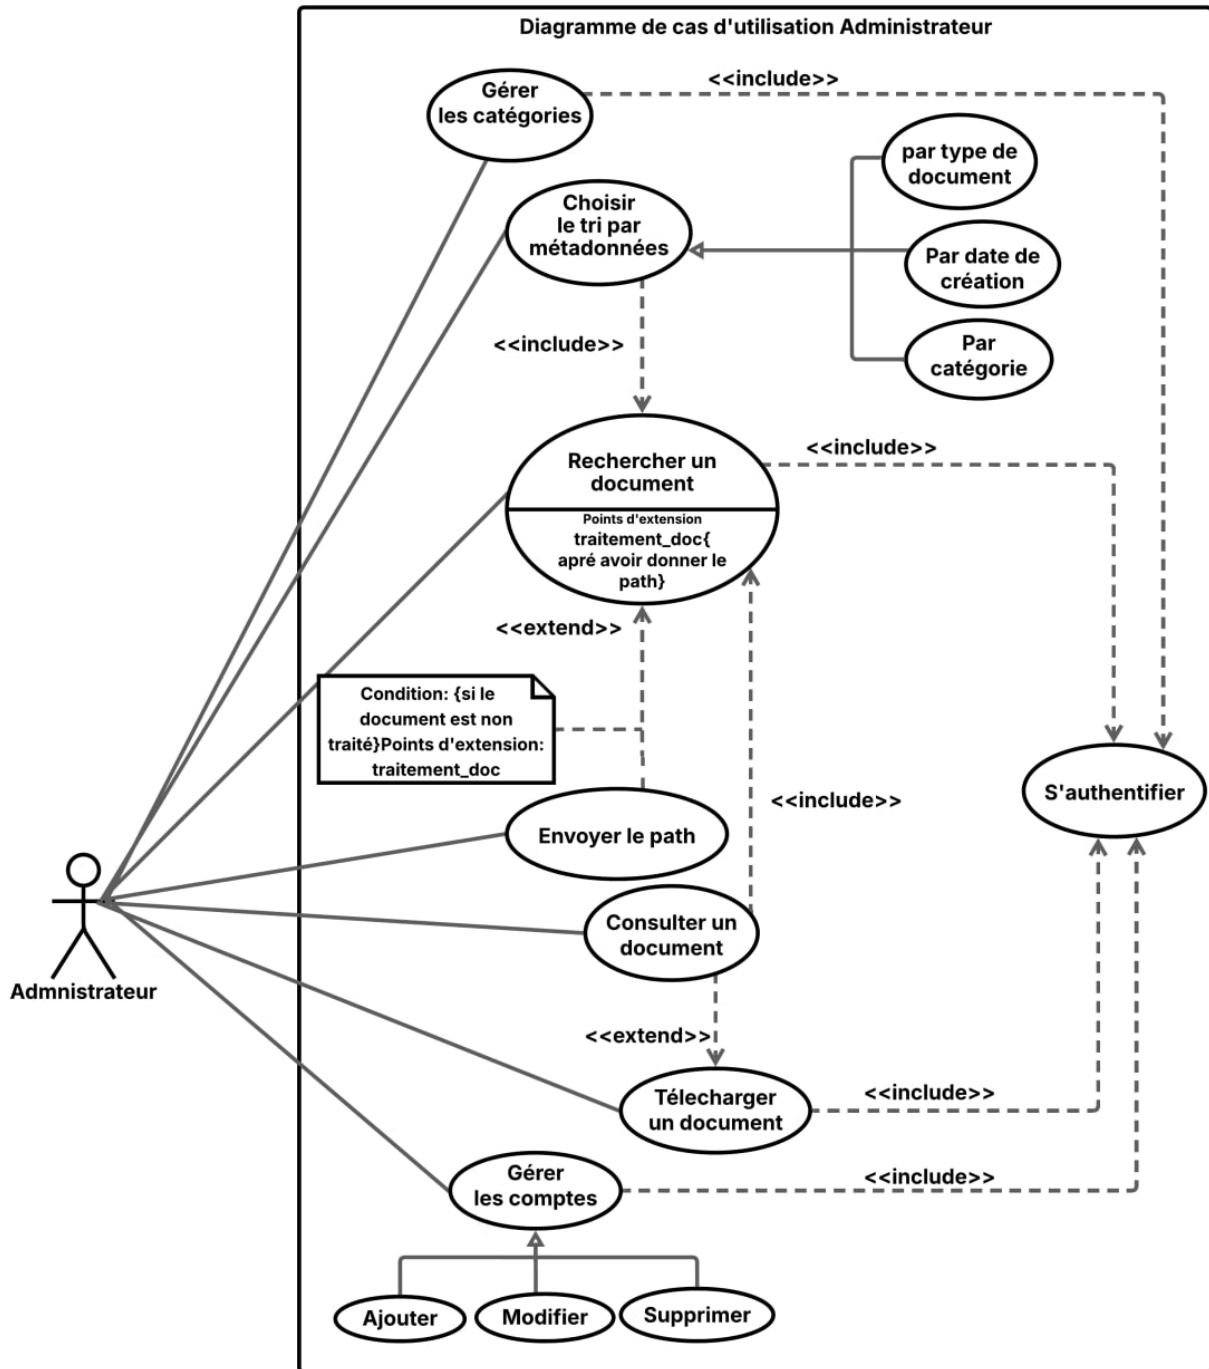 Diagramme de cas d'utilisation Administrateur
<<include>>
Gérer
les catégories
par type de
document
Choisir
le tri par
métadonnées
Par date de
création
<<include>>
Par
catégorie
<<include>>
Rechercher un
document
Points d'extension
traitement_doc{
apré avoir donner le
path}
<<extend>>
Condition: {si le
document est non
traité}Points d'extension:
traitement_doc
S'authentifier
<<include>>
Envoyer le path
Consulter un
document
Admnistrateur
<<extend>>
Télecharger
un document
<<include>>
Gérer
les comptes
<<include>>
Ajouter
Modifier
Supprimer